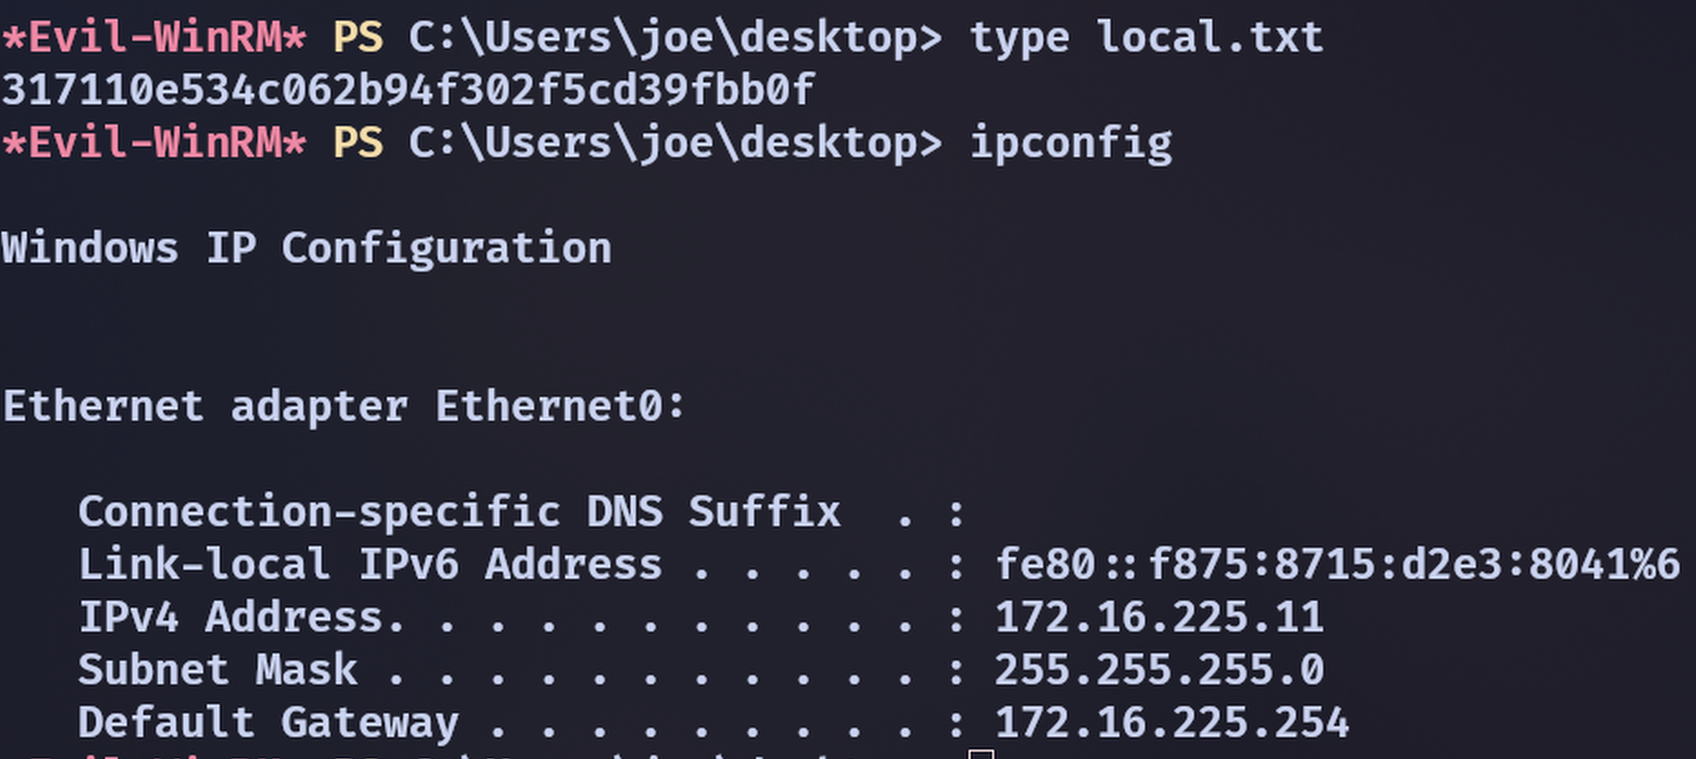 *Evil-WinRM* PS C:\Users\joe\desktop> type local.txt
317110e534c062b94f302f5cd39fbb0f
*Evil-WinRM* PS C:\Users\joe\desktop> ipconfig
Windows IP Configuration
Ethernet adapter Ethernet0:
Connection-specific DNS Suffix  . :
Link-local IPv6 Address . . . . . : fe80::f875:8715:d2e3:8041%6
IPv4 Address. . . . . . . . . . . : 172.16.225.11
Subnet Mask . . . . . . . . . . . : 255.255.255.0
Default Gateway . . . . . . . . . : 172.16.225.254